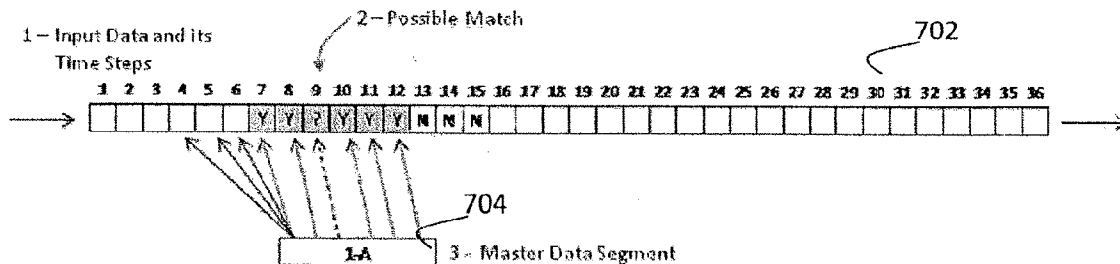 2 – Possible Match
702
1 – Input Data and its
Time Steps
1 2 3 4 5 6 7 8 9 10 11 12 13 14 15 16 17 18 19 20 21 22 23 24 25 26 27 28 29 30 31 32 33 34 35 36
Y Y ? Y Y Y N N N
704
1-A
3 – Master Data Segment